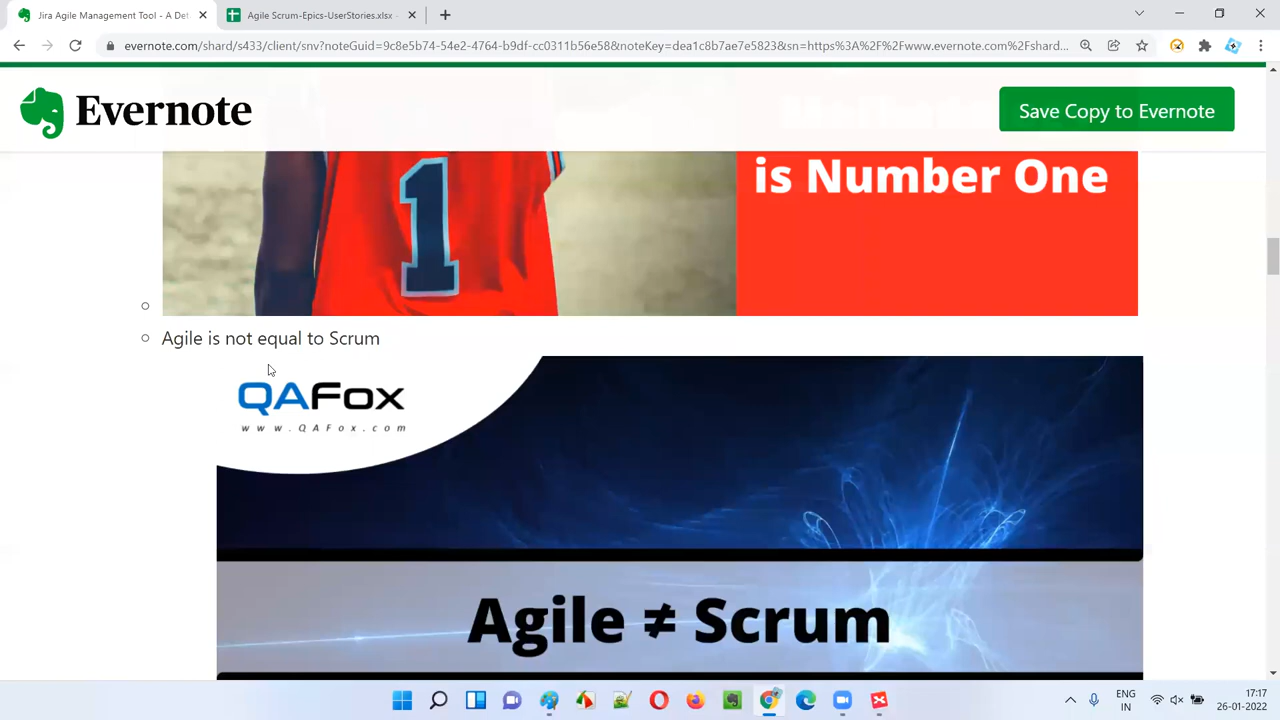 Jira Agile Management Tool - A Det
Agile Scrum-Epics-UserStories.xlsx -
evernote.com/shard/s433/client/snv?noteGuid=9c8e5b74-54e2-4764-b9df-cc0311b56e58&noteKey=dea1c8b7ae7e5823&sn=https%3A%2F%2Fwww.evernote.com%2Fshard...
Evernote
Save Copy to Evernote
is Number One
1
Agile is not equal to Scrum
QAFox
www.QAFox.com
Agile ≠ Scrum
ENG
IN
17:17
26-01-2022